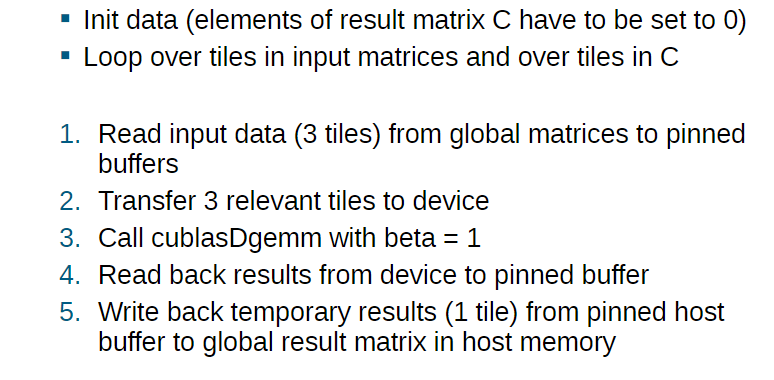 ▪ Init data (elements of result matrix C have to be set to 0)
▪ Loop over tiles in input matrices and over tiles in C
1. Read input data (3 tiles) from global matrices to pinned
buffers
2. Transfer 3 relevant tiles to device
3. Call cublasDgemm with beta = 1
4. Read back results from device to pinned buffer
5. Write back temporary results (1 tile) from pinned host
buffer to global result matrix in host memory